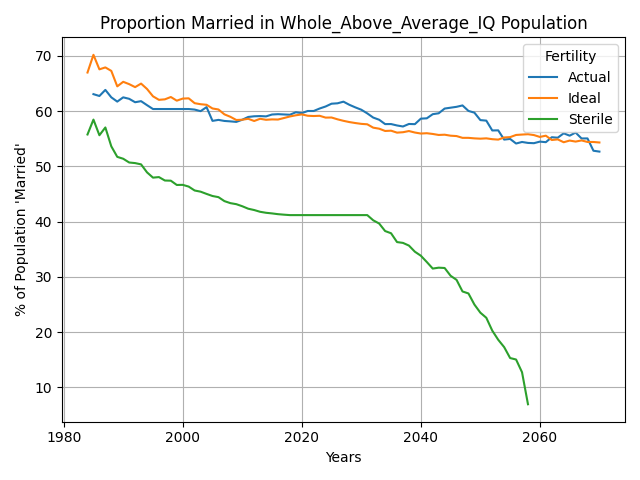 Proportion Married in Whole_Above_Average_IQ Population
% of Population 'Married'
70
60
50
40
30
20
10
Fertility
Actual
Ideal
Sterile
1980
2000
2020
2040
2060
Years